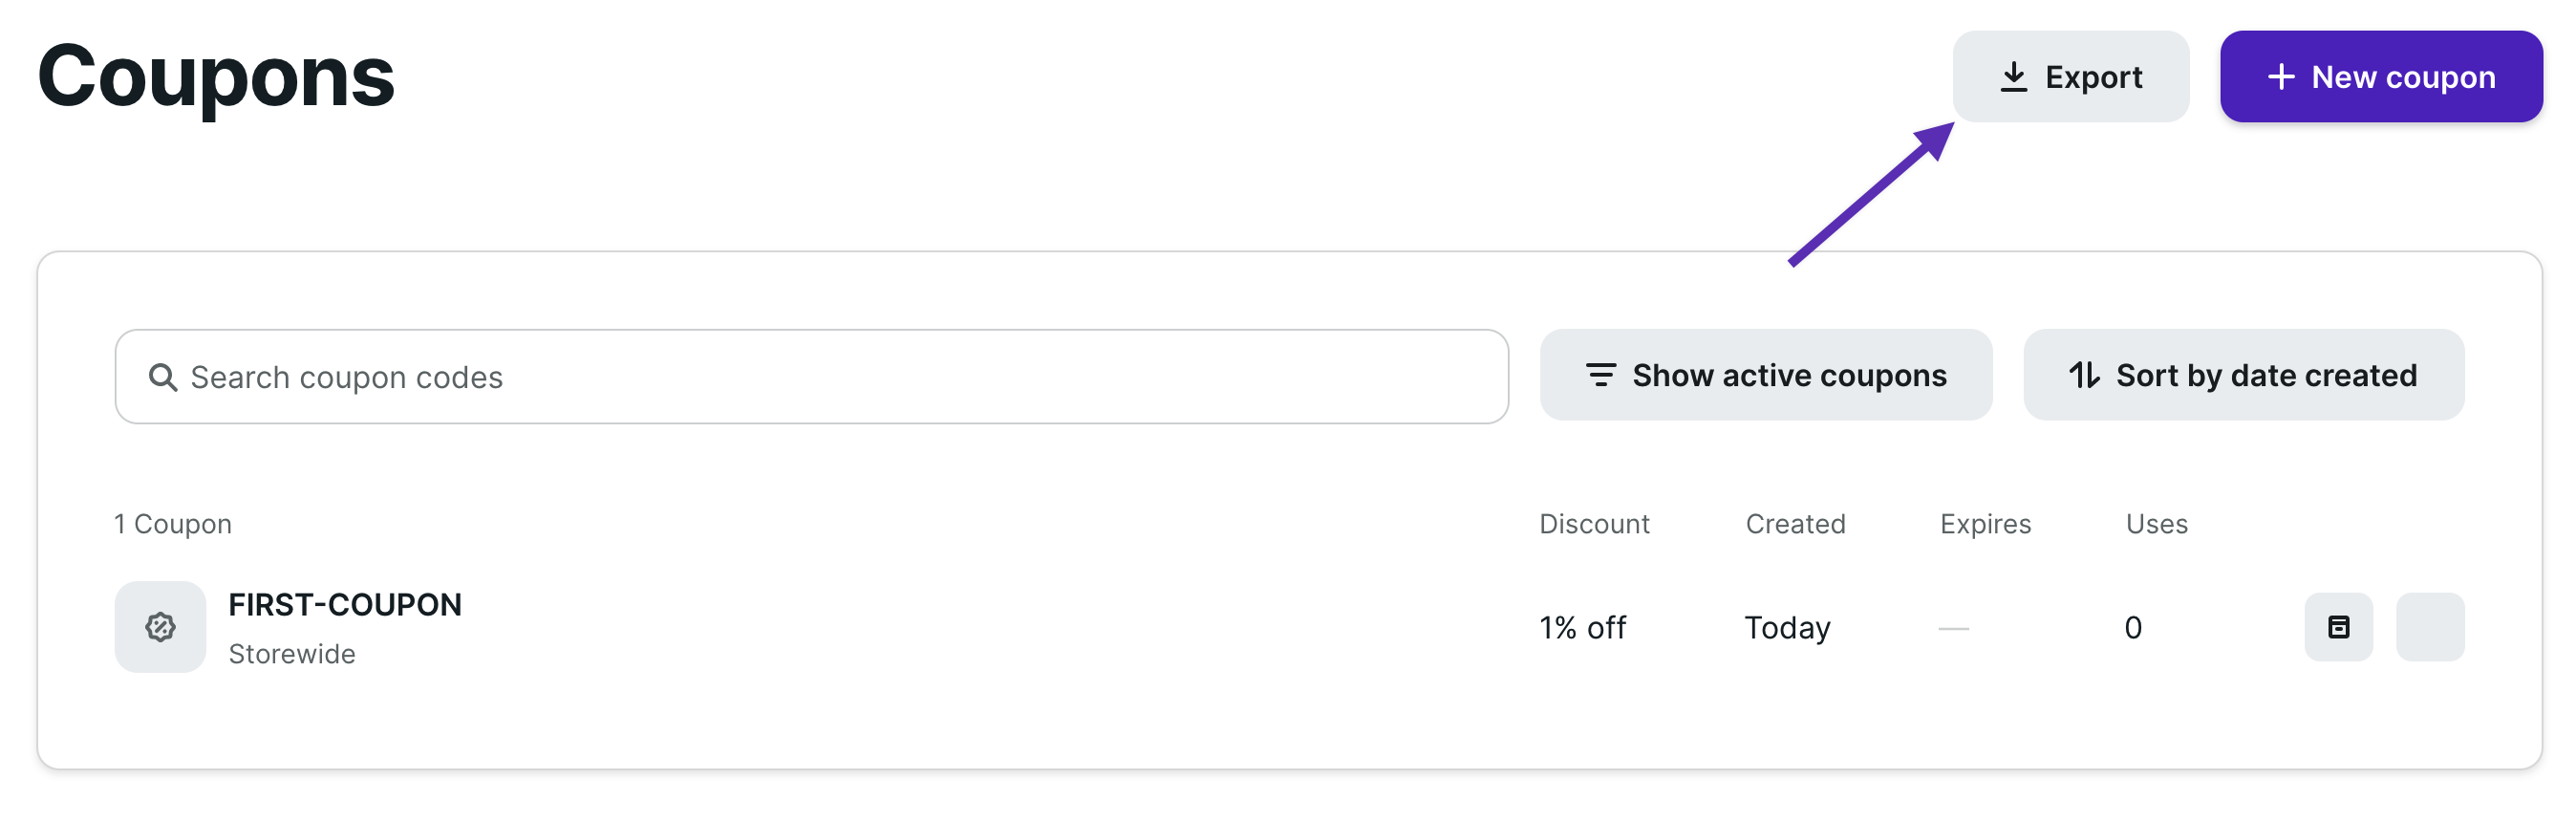 Coupons
Export
New coupon
Search coupon codes
Show active coupons
Sort by date created
1 Coupon
Discount
Created
Expires
Uses
FIRST-COUPON
Storewide
1% off
Today
—
0